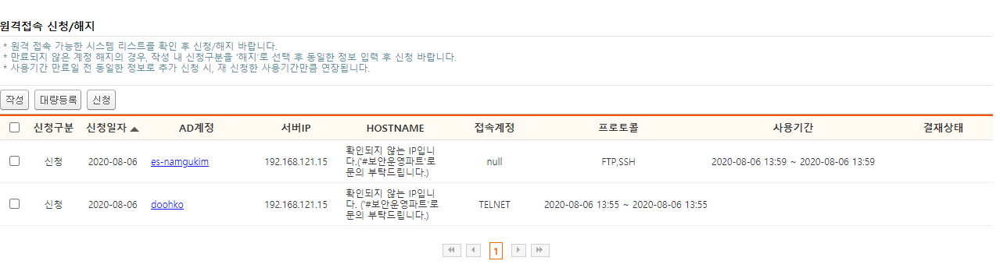 원격접속 신청/해지
* 원격 접속 가능한 시스템 리스트를 확인 후 신청/해지 바랍니다.
* 만료되지 않은 계정 해지의 경우, 작성 내 신청구분을 '해지'로 선택 후 동일한 정보 입력 후 신청 바랍니다.
* 사용기간 만료일 전 동일한 정보로 추가 신청 시, 재 신청한 사용기간만큼 연장됩니다.
작성 대량등록 신청
신청구분 신청일자 AD계정 서버IP HOSTNAME 접속계정 프로토콜 사용기간 결재상태
확인되지 않는 IP입니
신청 2020-08-06 es-namgukim 192.168.121.15 다.('#보안운영파트'로 null FTP,SSH 2020-08-06 13:59 ~ 2020-08-06 13:59
문의 부탁드립니다.)
확인되지 않는 IP입니
신청 2020-08-06 doohko 192.168.121.15 다. ('#보안운영파트'로 TELNET 2020-08-06 13:55 ~ 2020-08-06 13:55
문의 부탁드립니다.)
1